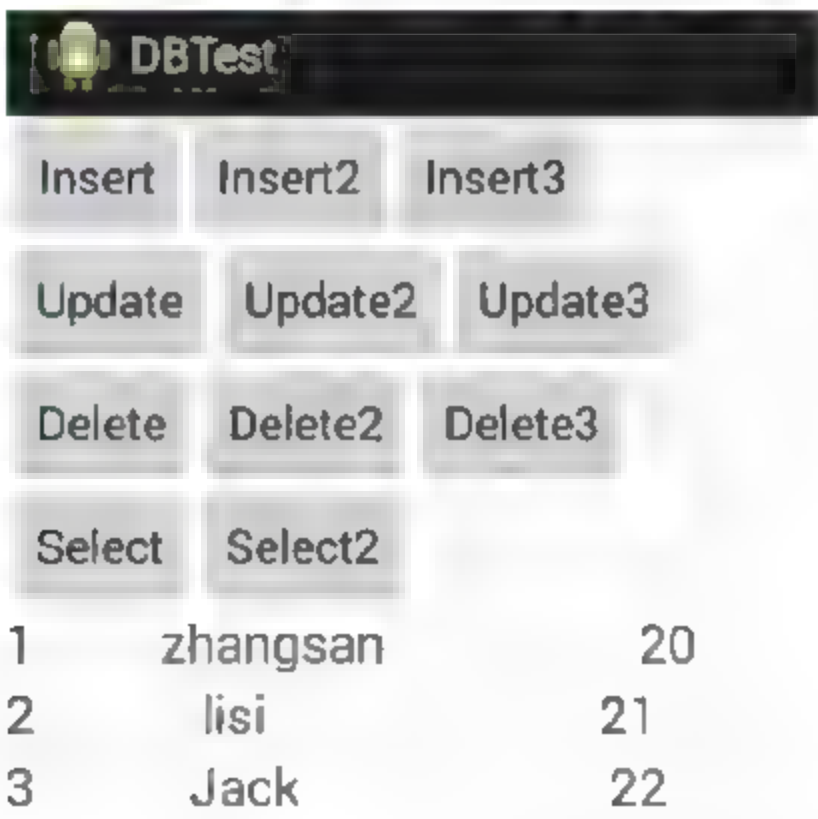 DBTest
Insert Insert2 Insert3
Update Update2 Update3
Delete Delete2 Delete3
Select Select2
1 zhangsan 20
2 lisi 21
3 Jack 22